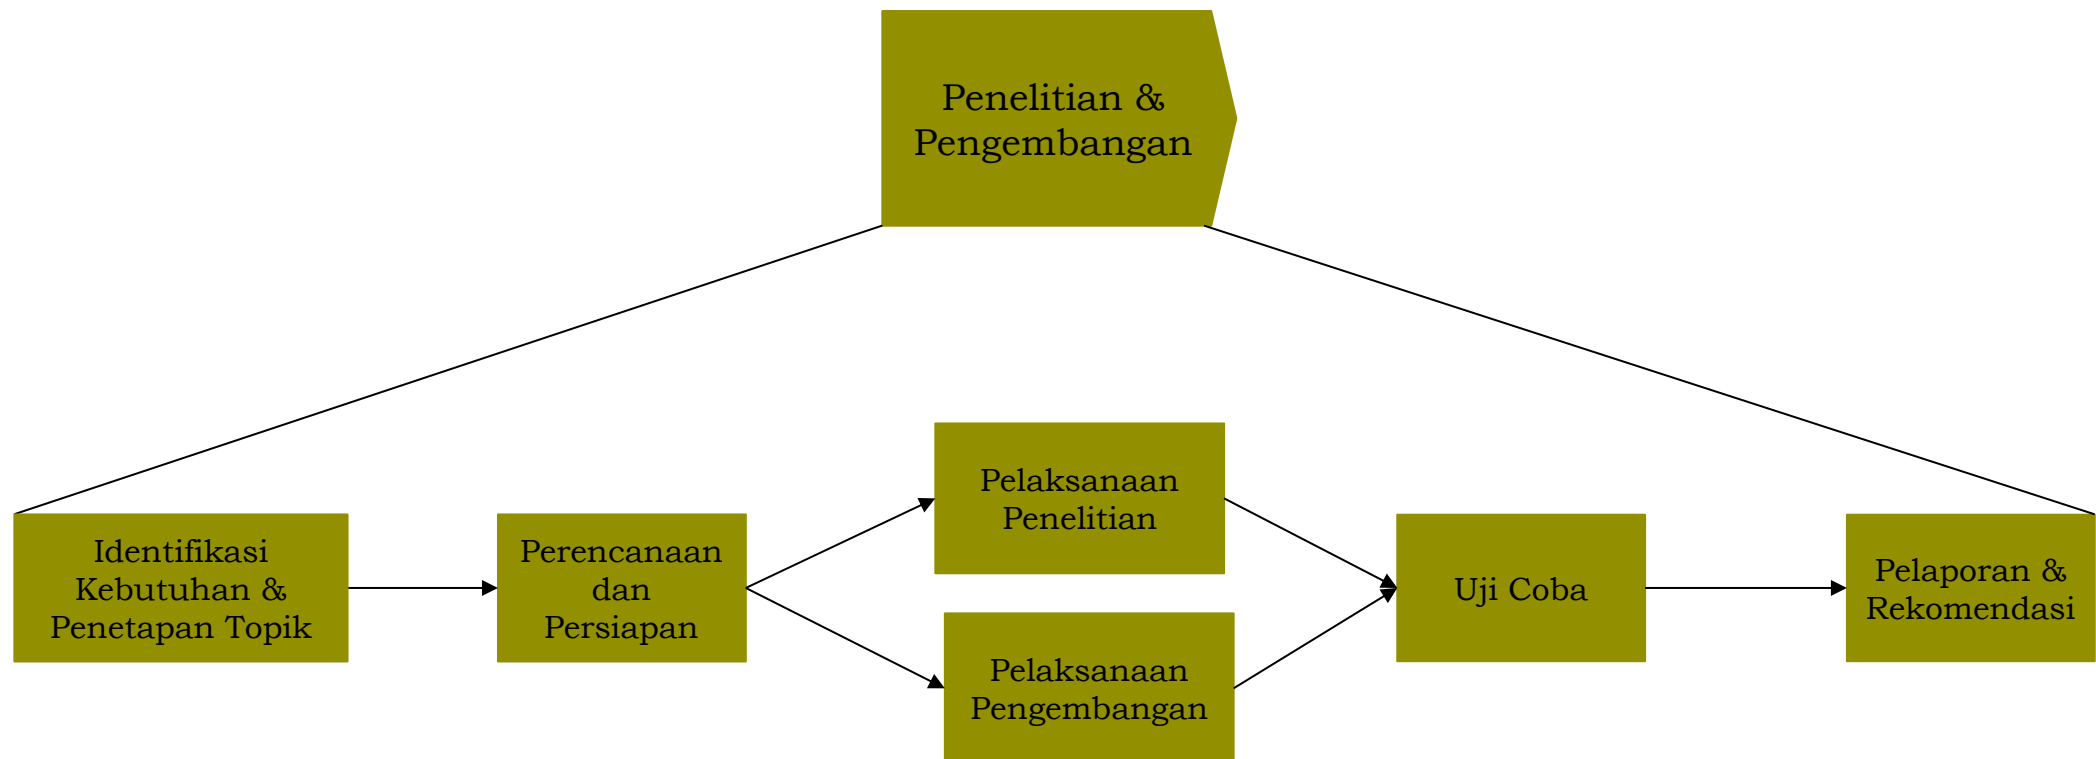 Penelitian &
Pengembangan
Identifikasi
Kebutuhan &
Penetapan Topik
Perencanaan
dan
Persiapan
Pelaksanaan
Penelitian
Pelaksanaan
Pengembangan
Uji Coba
Pelaporan &
Rekomendasi